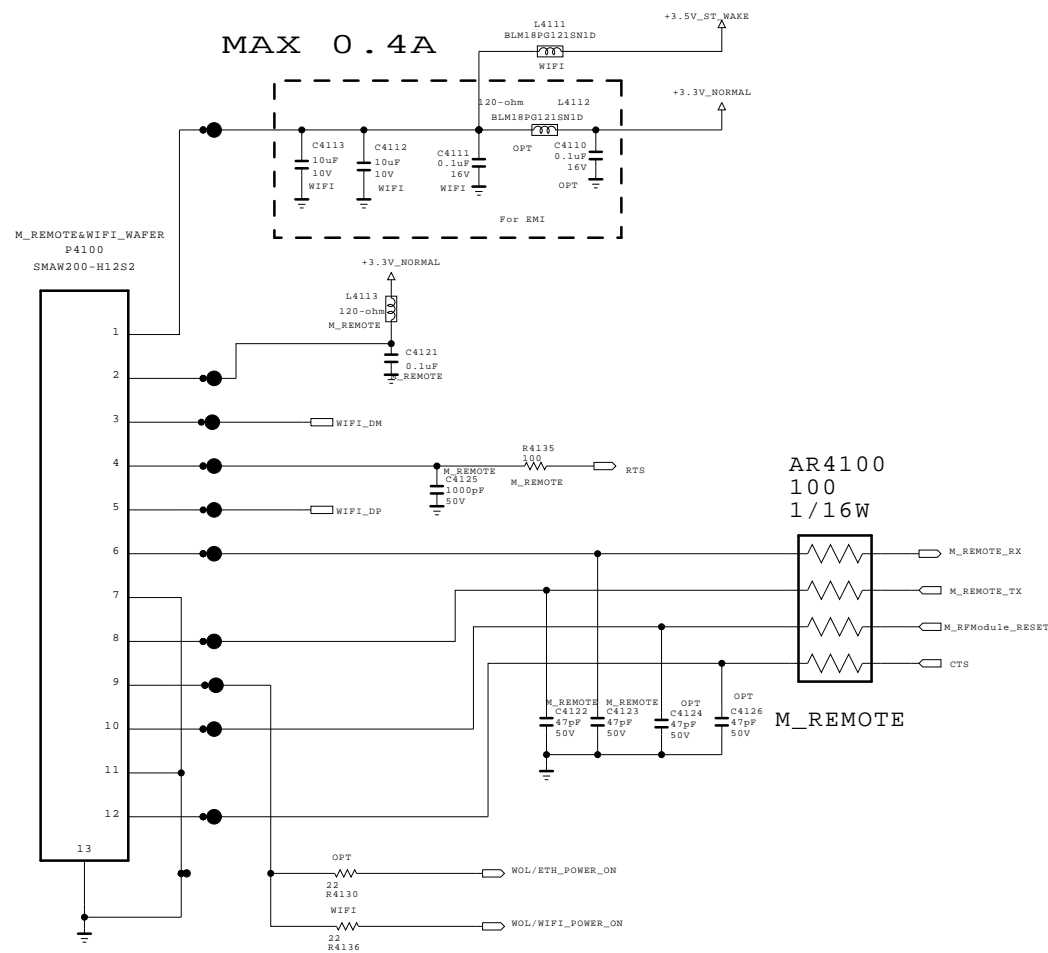 +3.5V_ST_WAKE
L4111
BLM18PG121SN1D
WIFI
MAX 0.4A
+3.3V_NORMAL
120-ohm
L4112
BLM18PG121SN1D
OPT
C4113
10uF
10V
WIFI
C4112
10uF
10V
WIFI
C4111
0.1uF
16V
WIFI
C4110
0.1uF
16V
OPT
For EMI
M_REMOTE&WIFI_WAFER
P4100
SMAW200-H12S2
+3.3V_NORMAL
L4113
120-ohm
M_REMOTE
C4121
0.1uF
M_REMOTE
1
2
3
WIFI_DM
4
M_REMOTE
C4125
1000pF
50V
R4135
100
M_REMOTE
RTS
5
WIFI_DP
AR4100
100
1/16W
6
M_REMOTE_RX
7
M_REMOTE_TX
8
M_RFModule_RESET
9
CTS
M_REMOTE
C4122
47pF
50V
M_REMOTE
C4123
47pF
50V
OPT
C4124
47pF
50V
OPT
C4126
47pF
50V
M_REMOTE
10
11
12
13
OPT
22
R4130
WOL/ETH_POWER_ON
WIFI
22
R4136
WOL/WIFI_POWER_ON